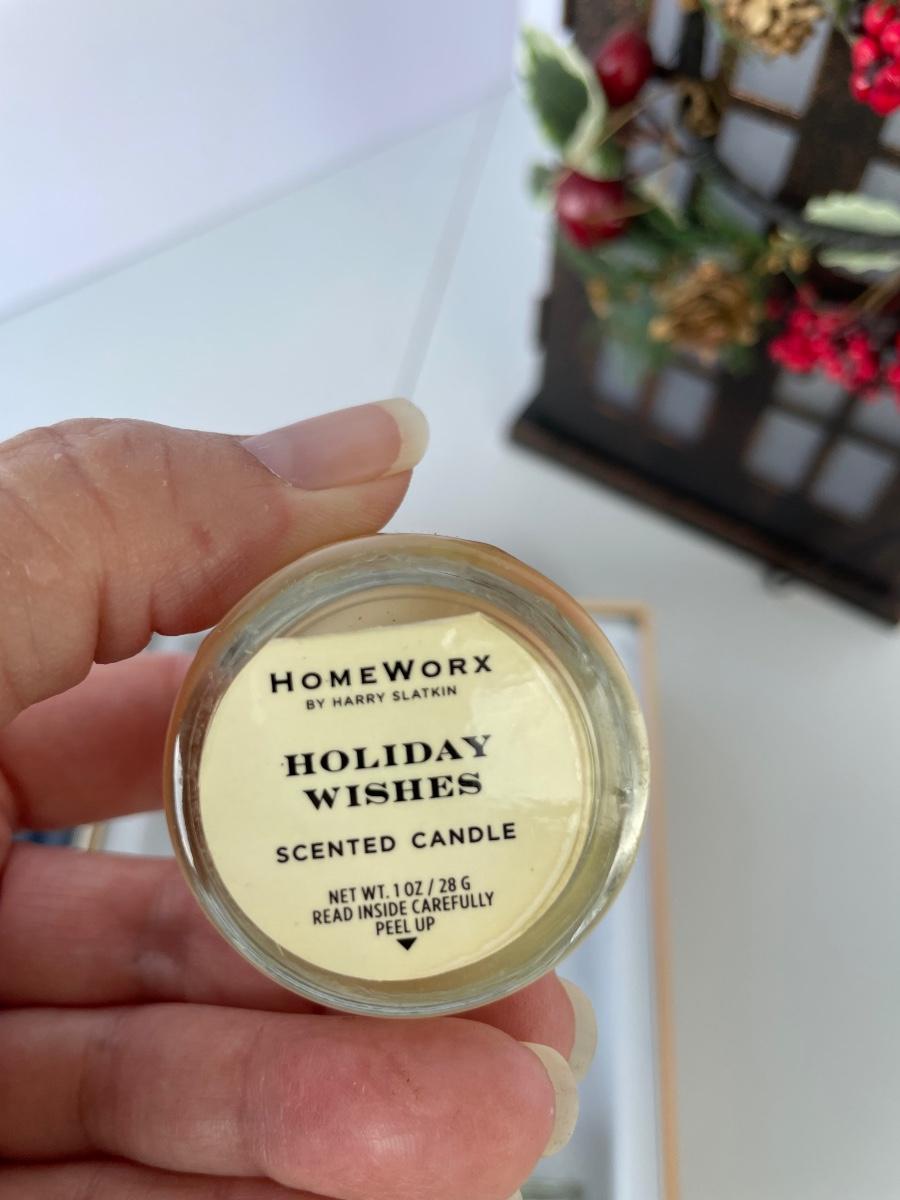 HOMEWORX
BY HARRY SLATKIN
HOLIDAY
WISHES
SCENTED CANDLE
NET WT. 1 OZ / 28 G
READ INSIDE CAREFULLY
PEEL UP